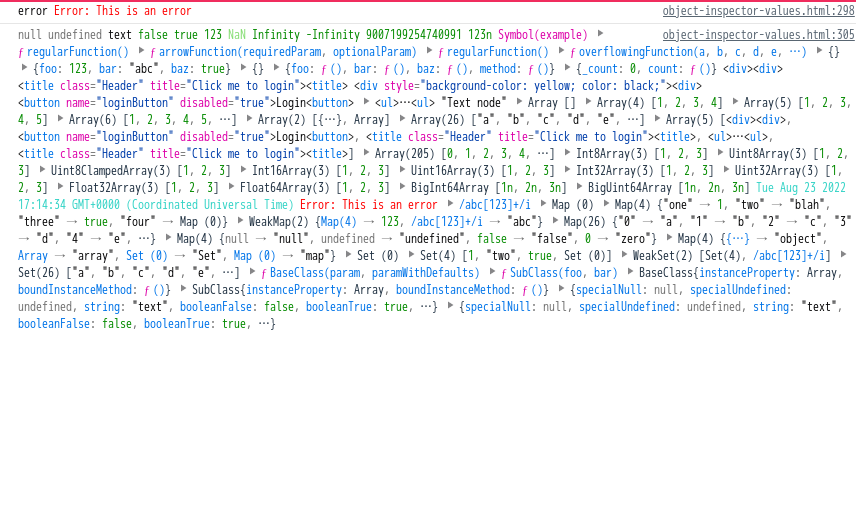 error Error: This is an error object-inspector-values.html:298
null undefined text false true 123 NaN Infinity -Infinity 9007199254740991 123n Symbol(example) ▶ object-inspector-values.html:305
ƒ regularFunction() ▶ ƒ arrowFunction(requiredParam, optionalParam) ▶ ƒ regularFunction() ▶ ƒ overflowingFunction(a, b, c, d, e, …) ▶ {}
▶ {foo: 123, bar: "abc", baz: true} ▶ {} ▶ {foo: ƒ (), bar: ƒ (), baz: ƒ (), method: ƒ ()} ▶ {_count: 0, count: ƒ ()} <div><div>
<title class="Header" title="Click me to login"><title> <div style="background-color: yellow; color: black;"><div>
<button name="loginButton" disabled="true">Login<button> ▶ <ul>⋯<ul> "Text node" ▶ Array [] ▶ Array(4) [1, 2, 3, 4] ▶ Array(5) [1, 2, 3,
4, 5] ▶ Array(6) [1, 2, 3, 4, 5, …] ▶ Array(2) [{…}, Array] ▶ Array(26) ["a", "b", "c", "d", "e", …] ▶ Array(5) [<div><div>,
<button name="loginButton" disabled="true">Login<button>, <title class="Header" title="Click me to login"><title>, <ul>⋯<ul>,
<title class="Header" title="Click me to login"><title>] ▶ Array(205) [0, 1, 2, 3, 4, …] ▶ Int8Array(3) [1, 2, 3] ▶ Uint8Array(3) [1, 2,
3] ▶ Uint8ClampedArray(3) [1, 2, 3] ▶ Int16Array(3) [1, 2, 3] ▶ Uint16Array(3) [1, 2, 3] ▶ Int32Array(3) [1, 2, 3] ▶ Uint32Array(3) [1,
2, 3] ▶ Float32Array(3) [1, 2, 3] ▶ Float64Array(3) [1, 2, 3] ▶ BigInt64Array [1n, 2n, 3n] ▶ BigUint64Array [1n, 2n, 3n] Tue Aug 23 2022
17:14:34 GMT+0000 (Coordinated Universal Time) Error: This is an error ▶ /abc[123]+/i ▶ Map (0) ▶ Map(4) {"one" → 1, "two" → "blah",
"three" → true, "four" → Map (0)} ▶ WeakMap(2) {Map(4) → 123, /abc[123]+/i → "abc"} ▶ Map(26) {"0" → "a", "1" → "b", "2" → "c", "3"
→ "d", "4" → "e", …} ▶ Map(4) {null → "null", undefined → "undefined", false → "false", 0 → "zero"} ▶ Map(4) {{…} → "object",
Array → "array", Set (0) → "Set", Map (0) → "map"} ▶ Set (0) ▶ Set(4) [1, "two", true, Set (0)] ▶ WeakSet(2) [Set(4), /abc[123]+/i] ▶
Set(26) ["a", "b", "c", "d", "e", …] ▶ ƒ BaseClass(param, paramWithDefaults) ▶ ƒ SubClass(foo, bar) ▶ BaseClass{instanceProperty: Array,
boundInstanceMethod: ƒ ()} ▶ SubClass{instanceProperty: Array, boundInstanceMethod: ƒ ()} ▶ {specialNull: null, specialUndefined:
undefined, string: "text", booleanFalse: false, booleanTrue: true, …} ▶ {specialNull: null, specialUndefined: undefined, string: "text",
booleanFalse: false, booleanTrue: true, …}